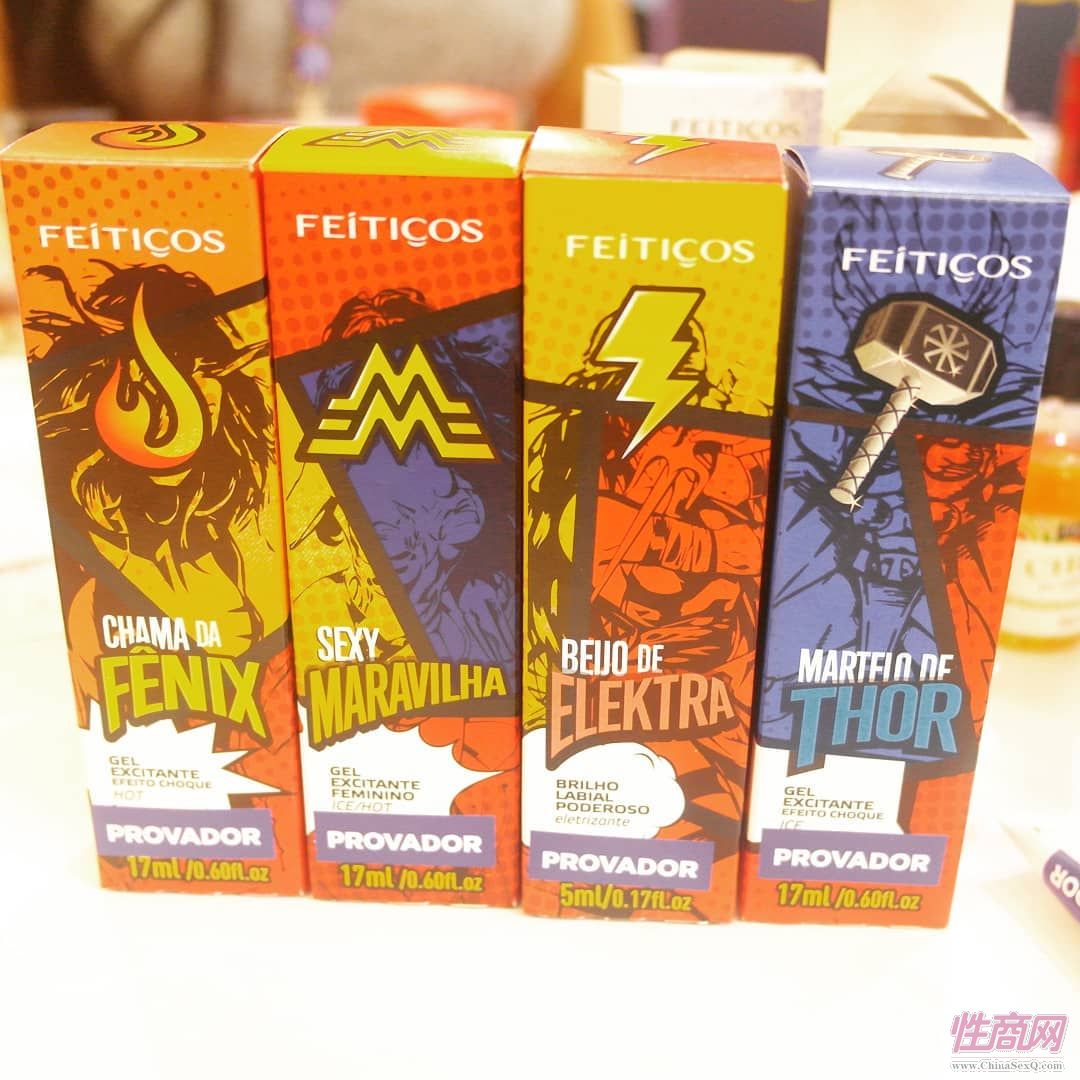 FEITIÇOS
FEITIÇOS
CHAMA DA
FÊNIX
GEL
EXCITANTE
EFEITO CHOQUE
HOT
PROVADOR
17ml /0.60fl.oz
FEITIÇOS
SEXY
MARAVILHA
GEL
EXCITANTE
FEMININO
ICE/HOT
PROVADOR
17ml /0.60fl.oz
FEITIÇOS
BEIJO DE
ELEKTRA
BRILHO
LABIAL
PODEROSO
eletrizante
PROVADOR
5ml/0.17fl.oz
FEITIÇOS
MARTELO DE
THOR
GEL
EXCITANTE
EFEITO CHOQUE
ICE
PROVADOR
17ml /0.60fl.oz
性商网
www.ChinaSexQ.com